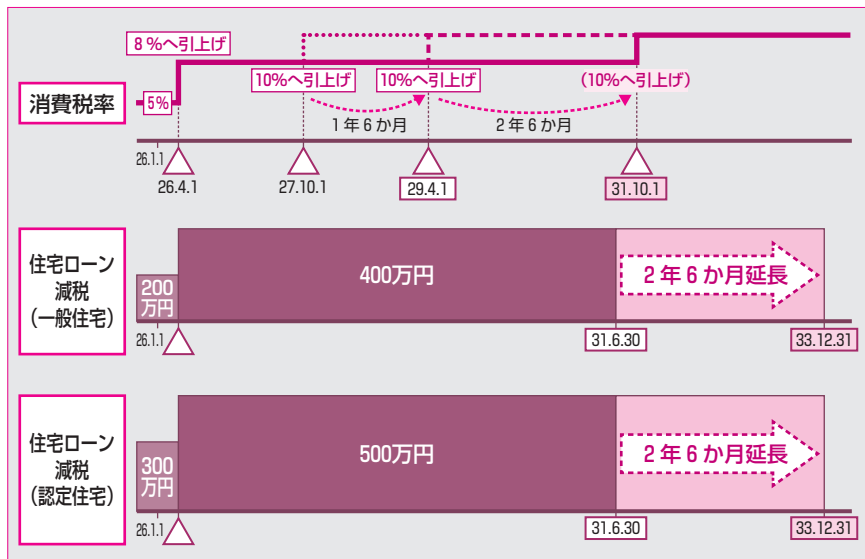 8%へ引上げ
消費税率
5%
10%へ引上げ
10%へ引上げ
(10%へ引上げ)
1年6か月
2年6か月
26.1.1
26.4.1
27.10.1
29.4.1
31.10.1
住宅ローン
減税
(一般住宅)
200
万円
400万円
2年6か月延長
26.1.1
31.6.30
33.12.31
住宅ローン
減税
(認定住宅)
300
万円
500万円
2年6か月延長
26.1.1
31.6.30
33.12.31